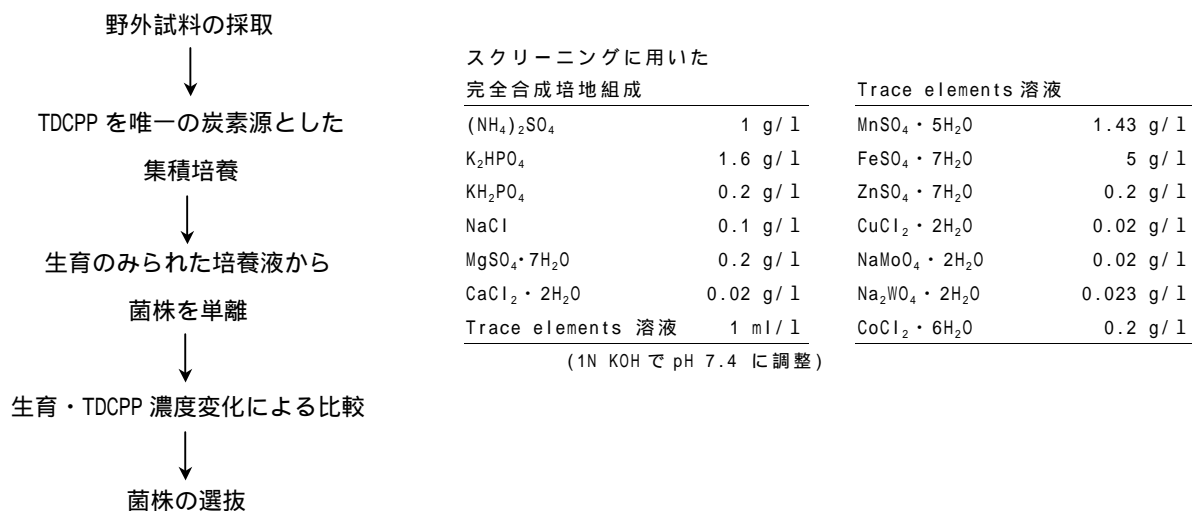 野外試料の採取
TDCPP を唯一の炭素源とした
集積培養
生育のみられた培養液から
菌株を単離
生育・TDCPP 濃度変化による比較
菌株の選抜
スクリーニングに用いた
完全合成培地組成
(NH₄)₂SO₄ 1 g/l
K₂HPO₄ 1.6 g/l
KH₂PO₄ 0.2 g/l
NaCl 0.1 g/l
MgSO₄・7H₂O 0.2 g/l
CaCl₂・2H₂O 0.02 g/l
Trace elements 溶液 1 ml/l
(1N KOH で pH 7.4 に調整)
Trace elements 溶液
MnSO₄・5H₂O 1.43 g/l
FeSO₄・7H₂O 5 g/l
ZnSO₄・7H₂O 0.2 g/l
CuCl₂・2H₂O 0.02 g/l
NaMoO₄・2H₂O 0.02 g/l
Na₂WO₄・2H₂O 0.023 g/l
CoCl₂・6H₂O 0.2 g/l